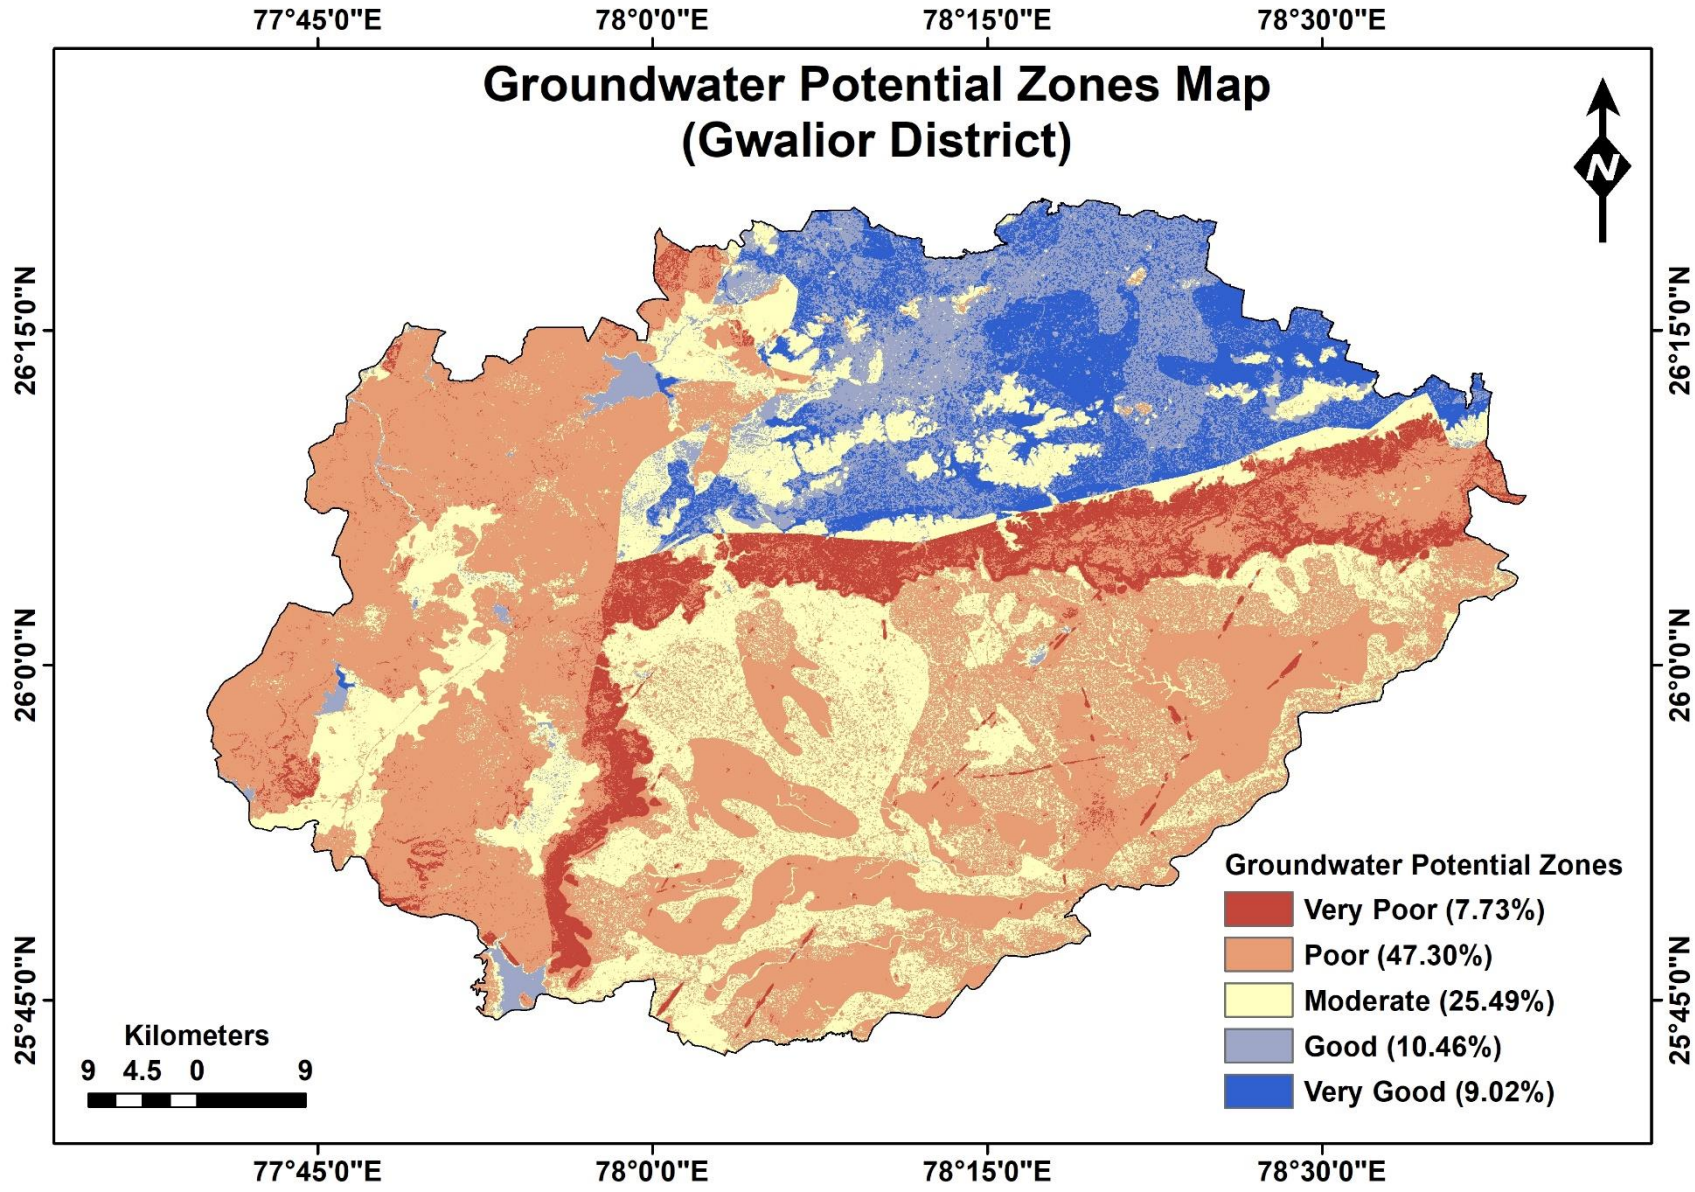 77°45'0"E 78°0'0"E 78°15'0"E 78°30'0"E
Groundwater Potential Zones Map
(Gwalior District)
N
26°15'0"N
26°15'0"N
26°0'0"N
26°0'0"N
25°45'0"N
25°45'0"N
Groundwater Potential Zones
Very Poor (7.73%)
Poor (47.30%)
Moderate (25.49%)
Good (10.46%)
Very Good (9.02%)
Kilometers
9 4.5 0 9
77°45'0"E 78°0'0"E 78°15'0"E 78°30'0"E